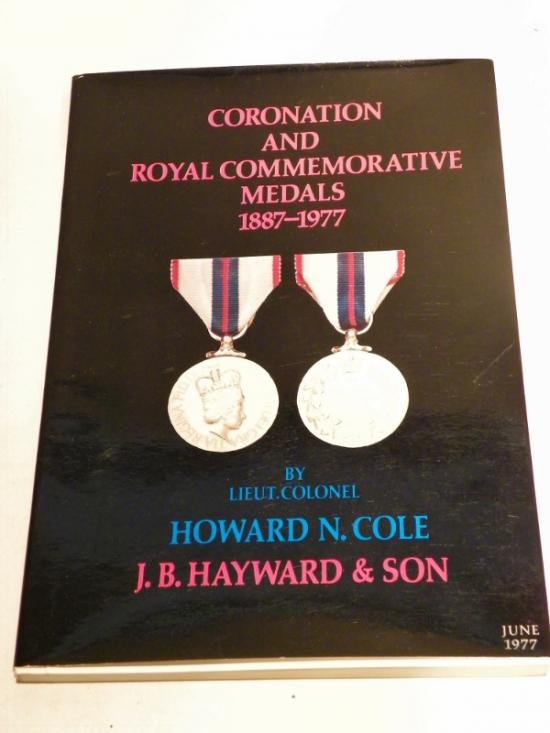 CORONATION
AND
ROYAL COMMEMORATIVE
MEDALS
1887–1977
BY
LIEUT. COLONEL
HOWARD N. COLE
J. B. HAYWARD & SON
JUNE
1977